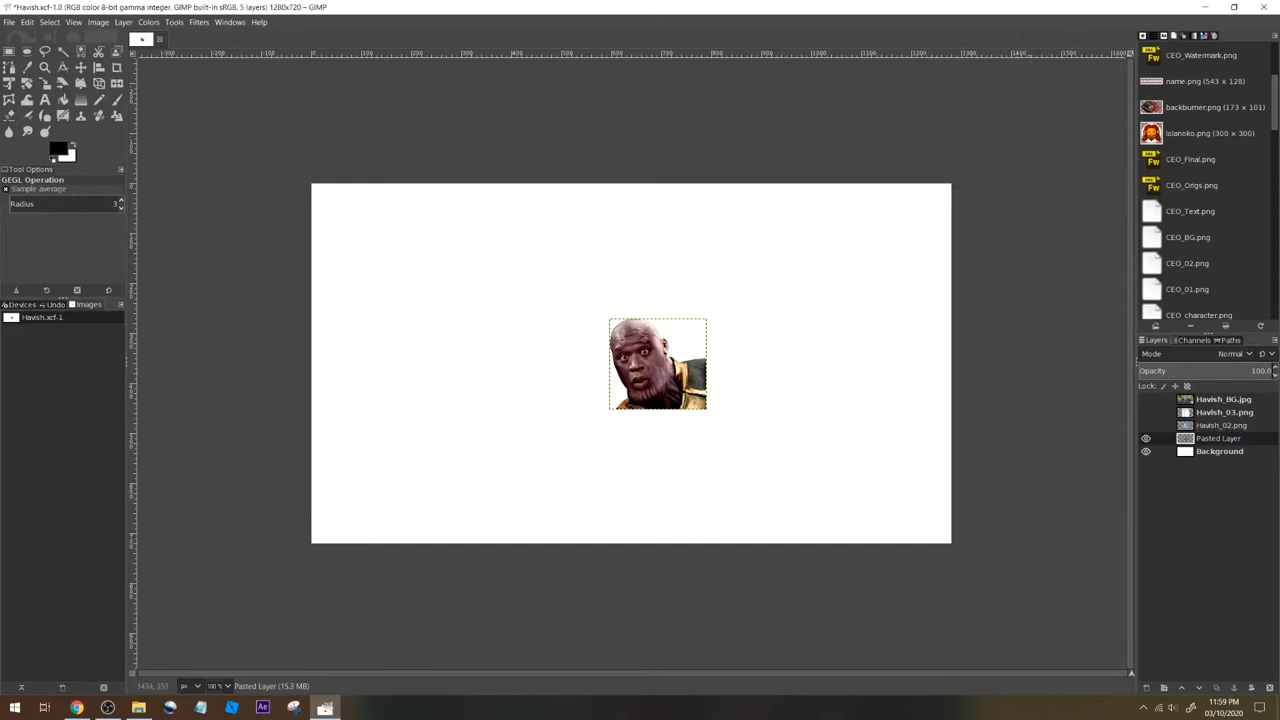 *Havish.xcf-1.0 (RGB color 8-bit gamma integer, GIMP built-in sRGB, 5 layers) 1280x720 – GIMP
File Edit Select View Image Layer Colors Tools Filters Windows Help
CEO_Watermark.png
name.png (543 × 128)
backburner.png (173 × 101)
lolanoko.png (300 × 300)
CEO_Final.png
CEO_Origs.png
CEO_Text.png
CEO_BG.png
CEO_02.png
CEO_01.png
CEO_character.png
Tool Options
GEGL Operation
Sample average
Radius 3
Devices Undo Images
Havish.xcf-1
Layers Channels Paths
Mode Normal
Opacity 100.0
Lock:
Havish_BG.jpg
Havish_03.png
Havish_02.png
Pasted Layer
Background
1434, 353 px 100 % Pasted Layer (15.3 MB)
11:59 PM
03/10/2020